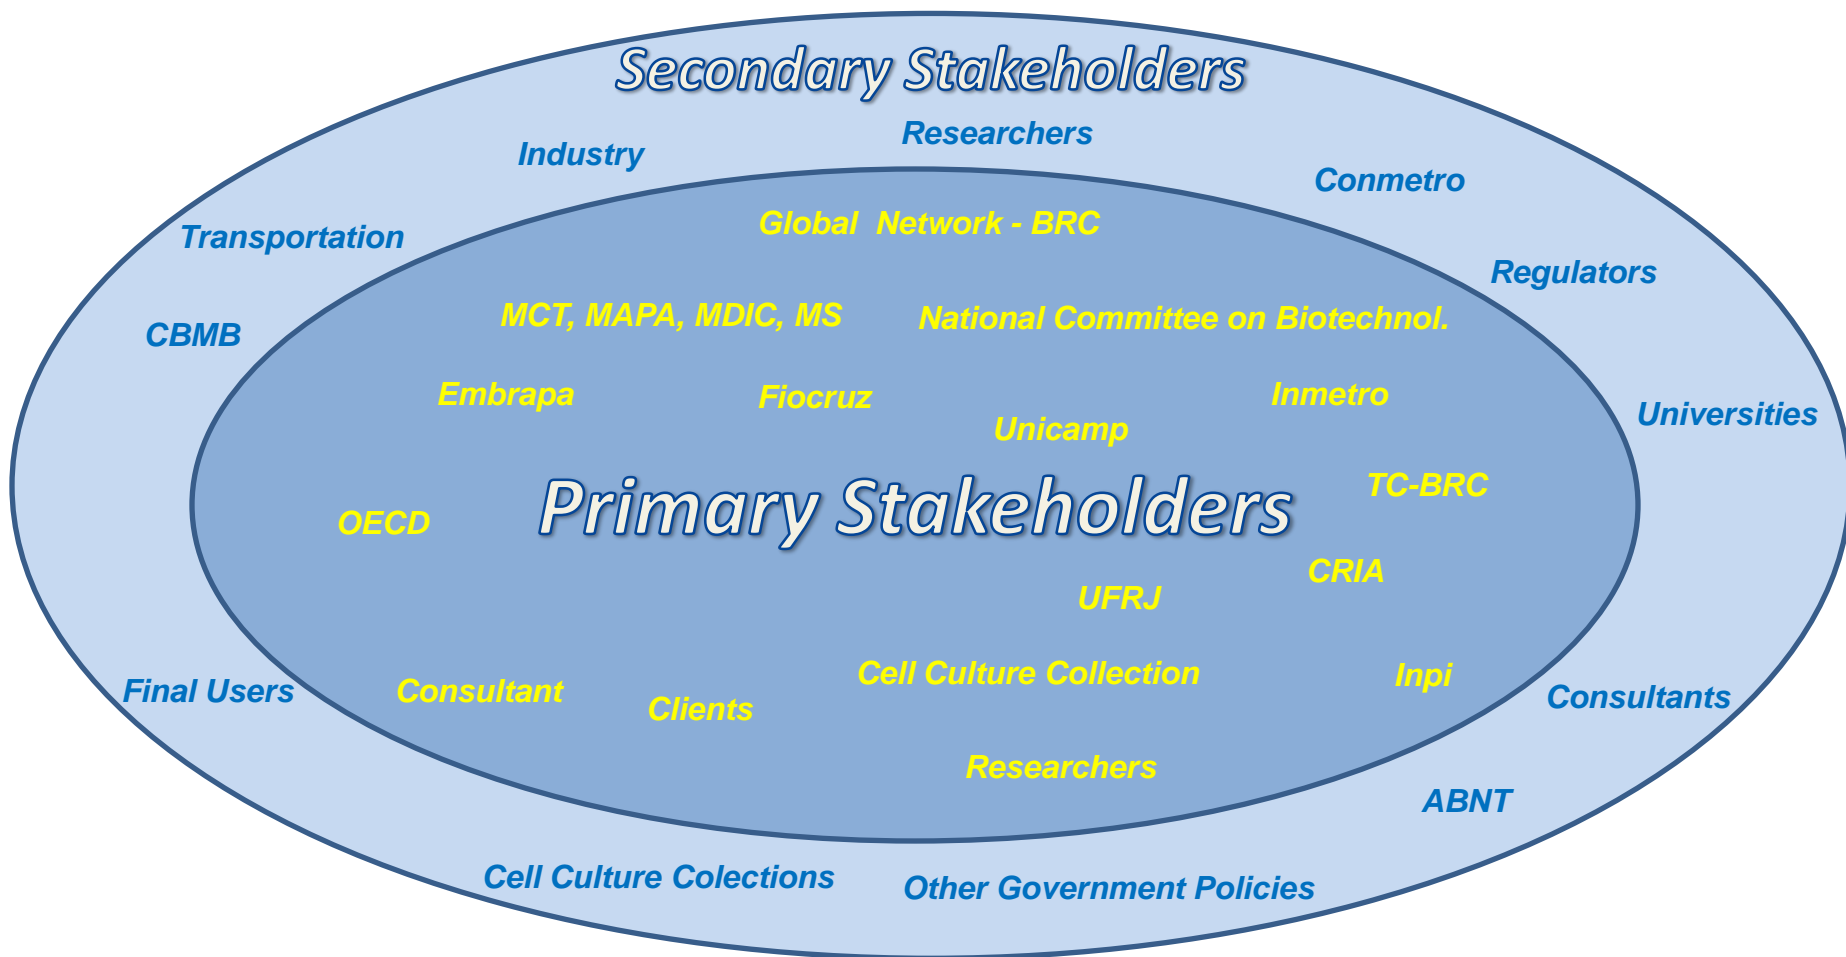 Secondary Stakeholders
Researchers
Industry
Conmetro
Global  Network - BRC
Transportation
Regulators
MCT, MAPA, MDIC, MS
National Committee on Biotechnol.
CBMB
Embrapa
Fiocruz
Inmetro
Universities
Unicamp
TC-BRC
Primary Stakeholders
OECD
CRIA
UFRJ
Cell Culture Collection
Inpi
Final Users
Consultant
Consultants
Clients
Researchers
ABNT
Cell Culture Colections
Other Government Policies